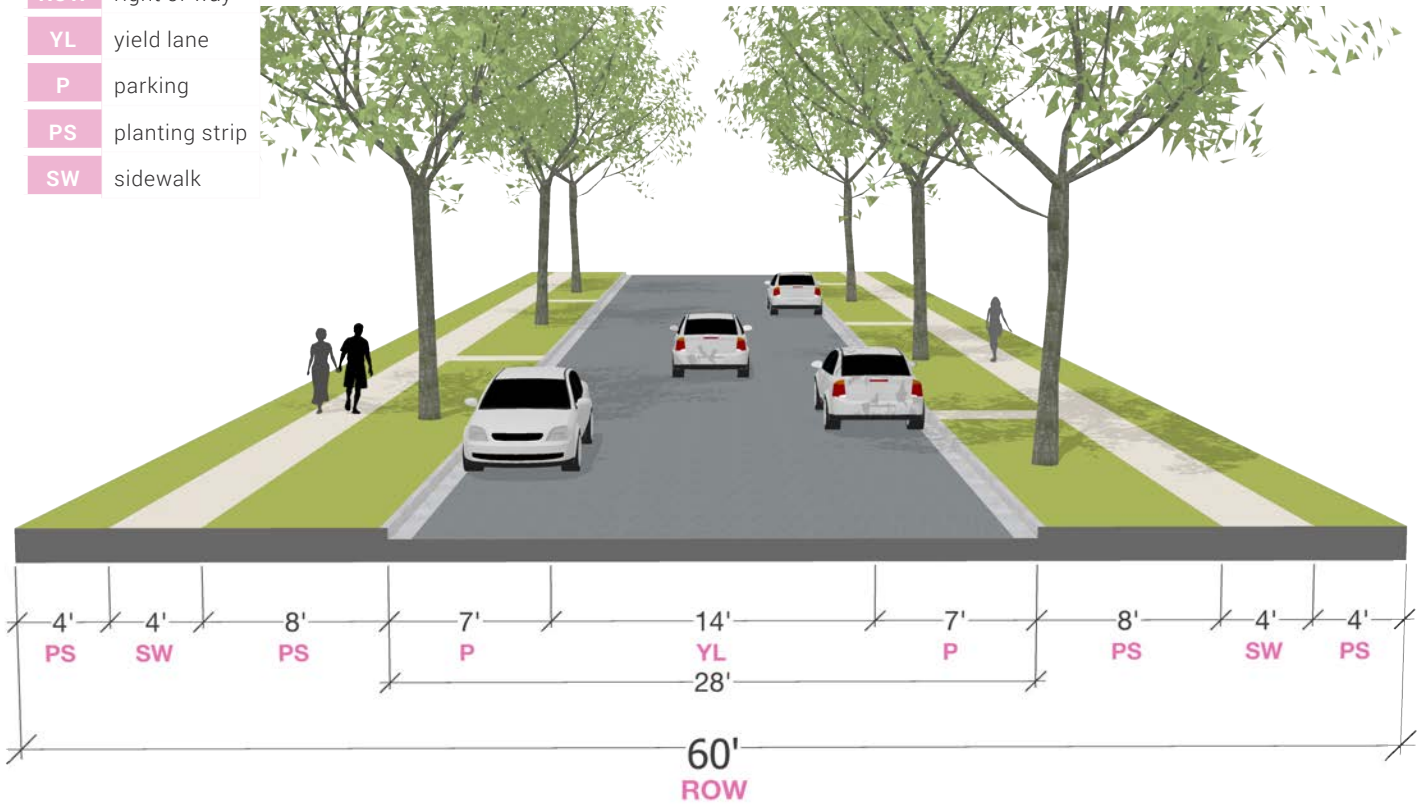 YL yield lane
P parking
PS planting strip
SW sidewalk
4' 4' 8' 7' 14' 7' 8' 4' 4'
PS SW PS P YL P PS SW PS
28'
60'
ROW